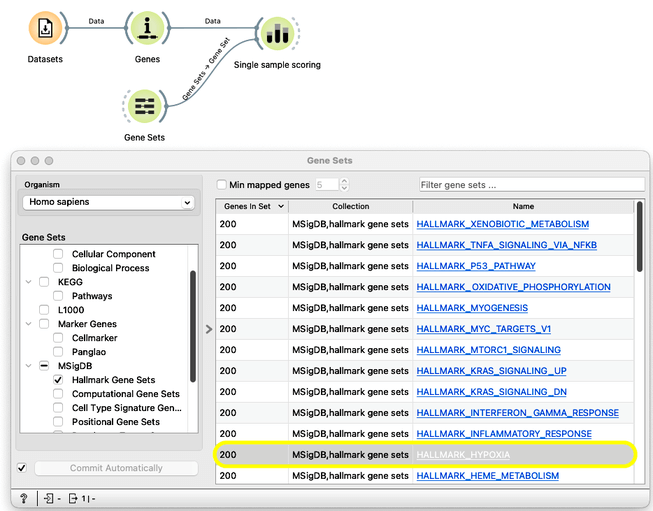 Data
Data
Datasets
Genes
Single sample scoring
Gene Sets → Gene Set
Gene Sets
Gene Sets
Organism
Homo sapiens
Gene Sets
Cellular Component
Biological Process
KEGG
Pathways
L1000
Marker Genes
Cellmarker
Panglao
MSigDB
Hallmark Gene Sets
Computational Gene Sets
Cell Type Signature Gen...
Positional Gene Sets
Commit Automatically
Min mapped genes 5
Filter gene sets ...
Genes In Set Collection Name
200 MSigDB,hallmark gene sets HALLMARK_XENOBIOTIC_METABOLISM
200 MSigDB,hallmark gene sets HALLMARK_TNFA_SIGNALING_VIA_NFKB
200 MSigDB,hallmark gene sets HALLMARK_P53_PATHWAY
200 MSigDB,hallmark gene sets HALLMARK_OXIDATIVE_PHOSPHORYLATION
200 MSigDB,hallmark gene sets HALLMARK_MYOGENESIS
200 MSigDB,hallmark gene sets HALLMARK_MYC_TARGETS_V1
200 MSigDB,hallmark gene sets HALLMARK_MTORC1_SIGNALING
200 MSigDB,hallmark gene sets HALLMARK_KRAS_SIGNALING_UP
200 MSigDB,hallmark gene sets HALLMARK_KRAS_SIGNALING_DN
200 MSigDB,hallmark gene sets HALLMARK_INTERFERON_GAMMA_RESPONSE
200 MSigDB,hallmark gene sets HALLMARK_INFLAMMATORY_RESPONSE
200 MSigDB,hallmark gene sets HALLMARK_HYPOXIA
200 MSigDB,hallmark gene sets HALLMARK_HEME_METABOLISM
? - 1 | -